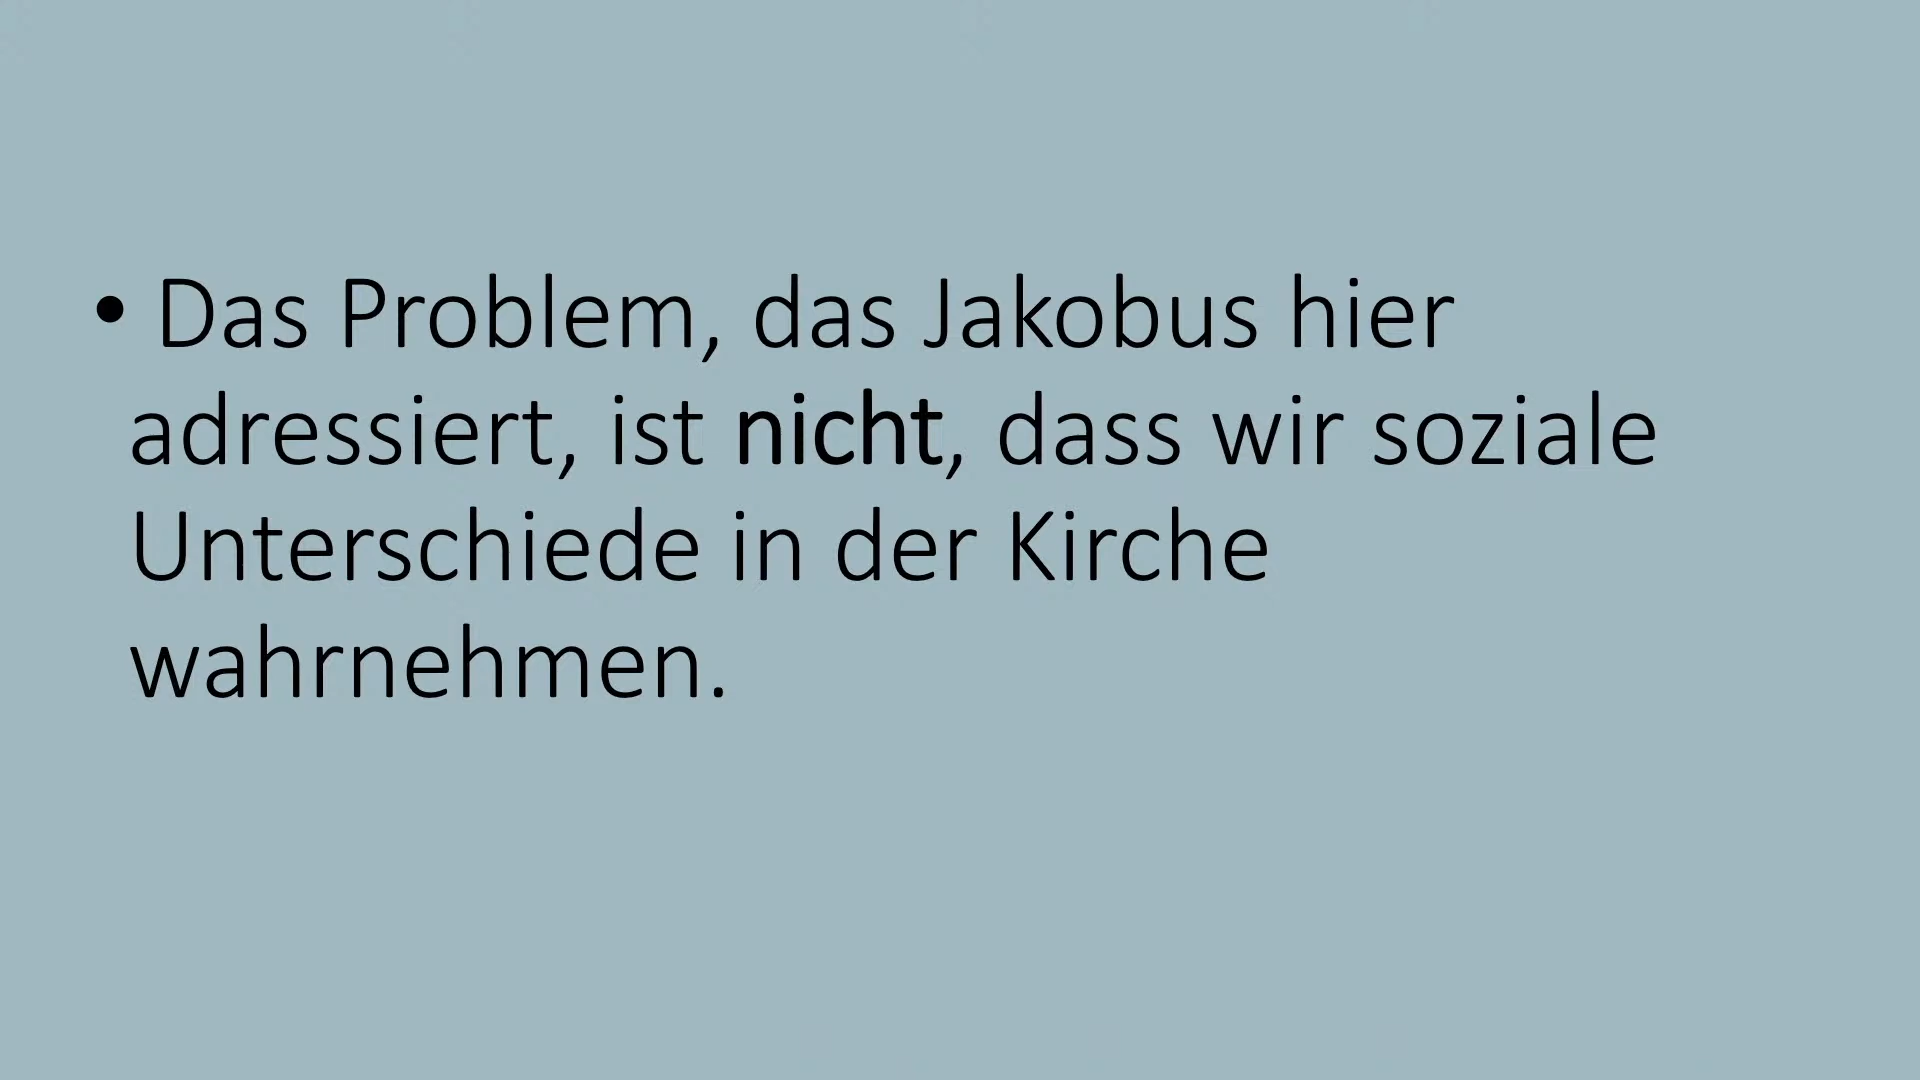 • Das Problem, das Jakobus hier
adressiert, ist nicht, dass wir soziale
Unterschiede in der Kirche
wahrnehmen.